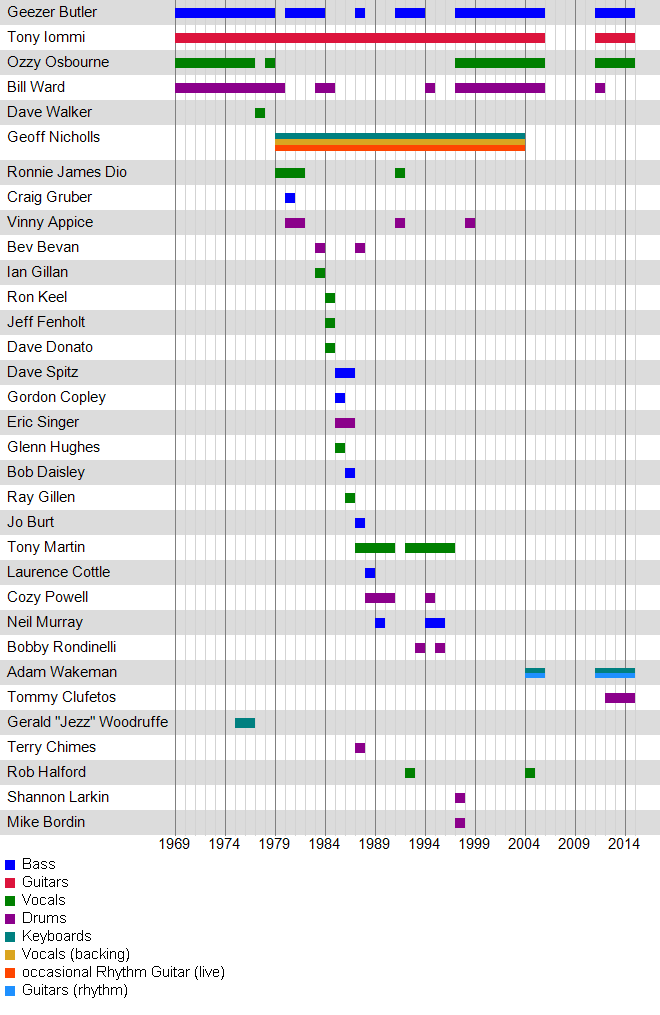 Geezer Butler
Tony Iommi
Ozzy Osbourne
Bill Ward
Dave Walker
Geoff Nicholls
Ronnie James Dio
Craig Gruber
Vinny Appice
Bev Bevan
Ian Gillan
Ron Keel
Jeff Fenholt
Dave Donato
Dave Spitz
Gordon Copley
Eric Singer
Glenn Hughes
Bob Daisley
Ray Gillen
Jo Burt
Tony Martin
Laurence Cottle
Cozy Powell
Neil Murray
Bobby Rondinelli
Adam Wakeman
Tommy Clufetos
Gerald "Jezz" Woodruffe
Terry Chimes
Rob Halford
Shannon Larkin
Mike Bordin
1969 1974 1979 1984 1989 1994 1999 2004 2009 2014
Bass
Guitars
Vocals
Drums
Keyboards
Vocals (backing)
occasional Rhythm Guitar (live)
Guitars (rhythm)